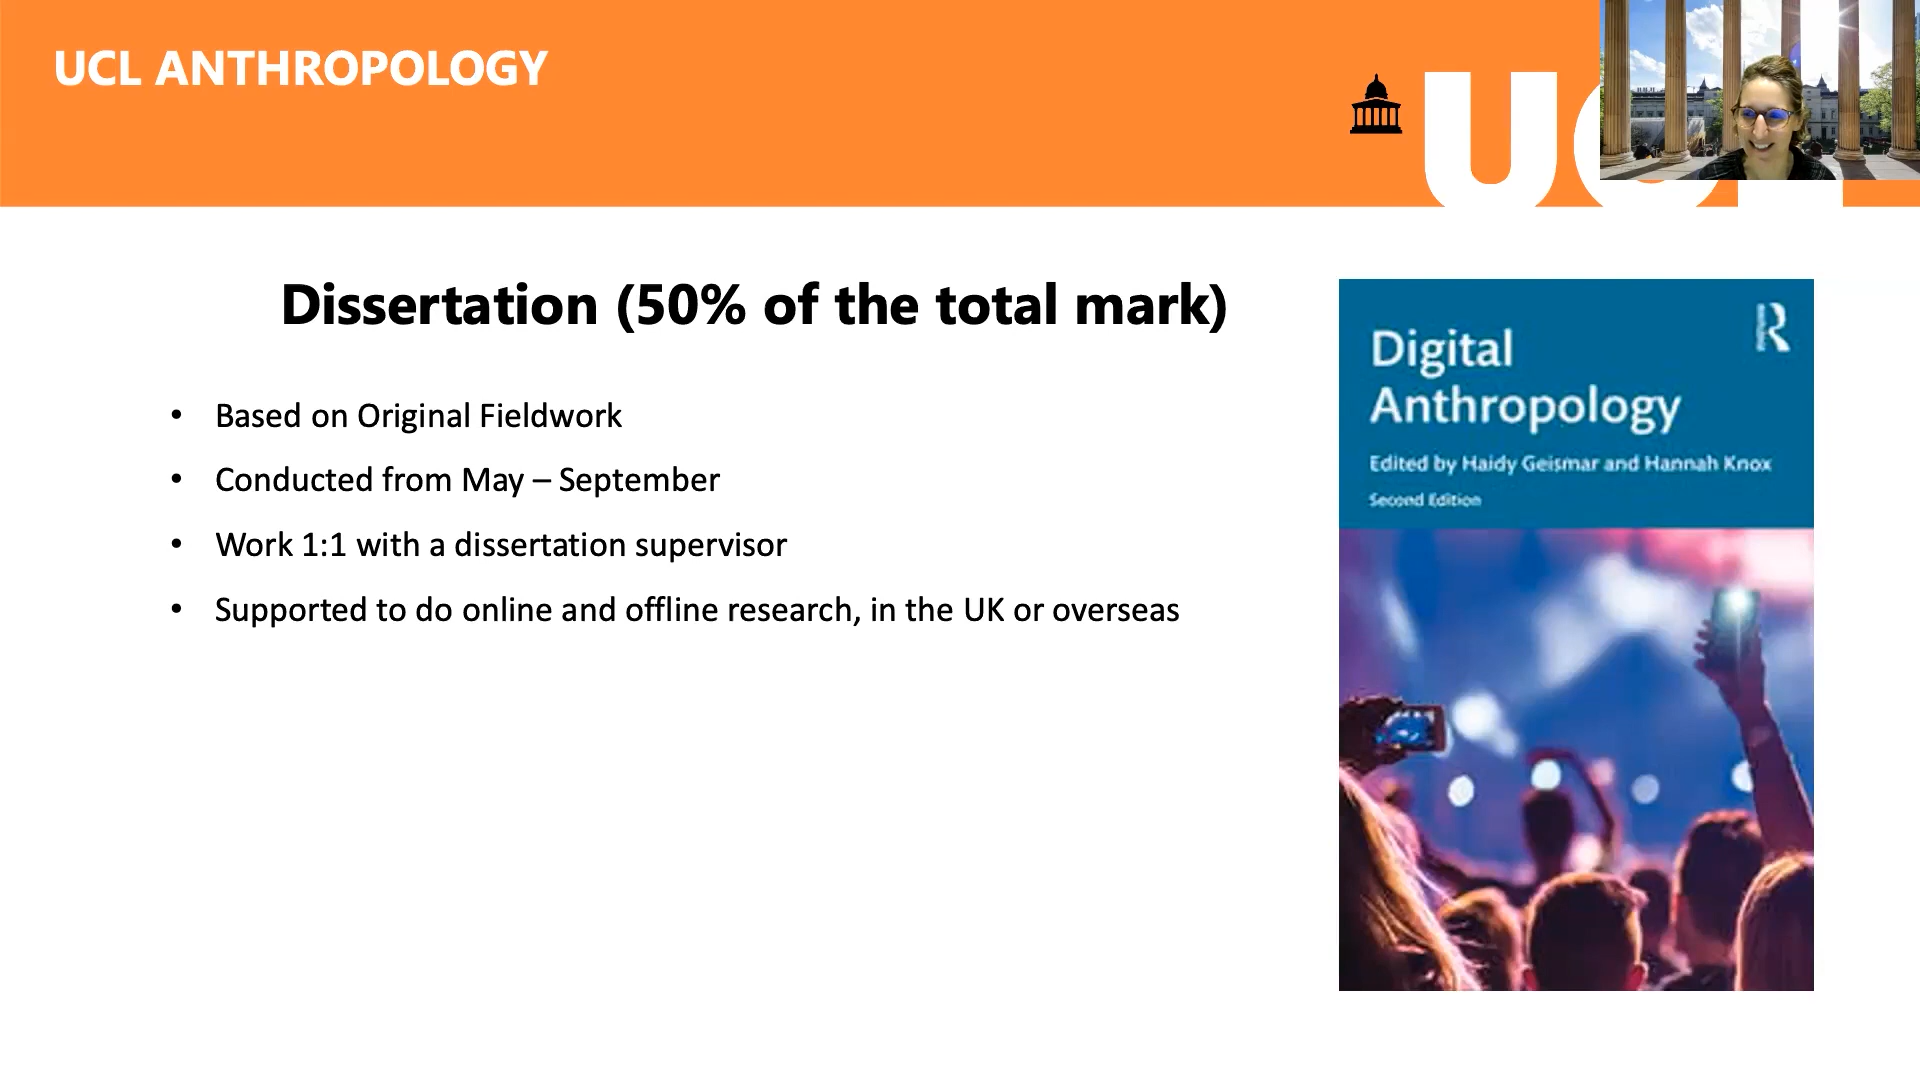 UCL ANTHROPOLOGY
UCL
Dissertation (50% of the total mark)
• Based on Original Fieldwork
• Conducted from May – September
• Work 1:1 with a dissertation supervisor
• Supported to do online and offline research, in the UK or overseas
Digital
Anthropology
Edited by Haidy Geismar and Hannah Knox
Second Edition